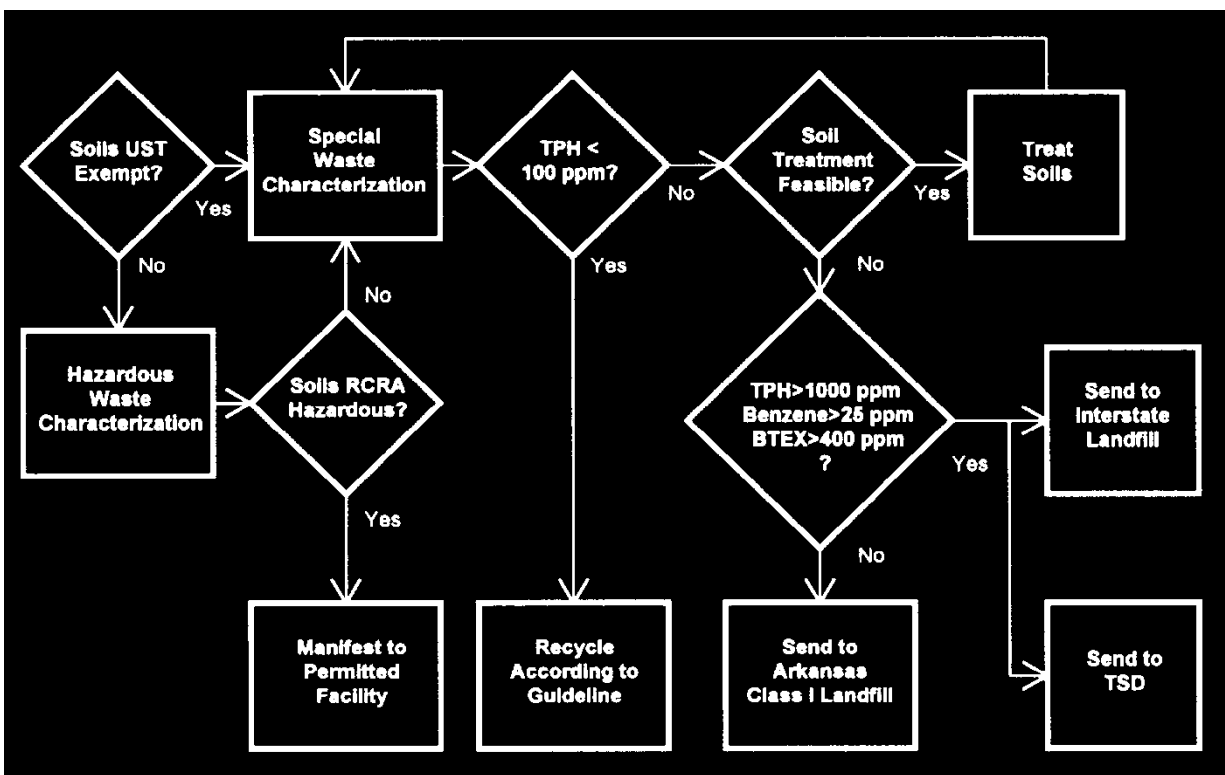 Soils UST
Exempt?
Yes
No
Special
Waste
Characterization
TPH <
100 ppm?
No
Yes
Soil
Treatment
Feasible?
Yes
No
Treat
Soils
Hazardous
Waste
Characterization
No
Soils RCRA
Hazardous?
Yes
TPH>1000 ppm
Benzene>25 ppm
BTEX>400 ppm
?
Yes
No
Send to
Interstate
Landfill
Manifest to
Permitted
Facility
Recycle
According to
Guideline
Send to
Arkansas
Class I Landfill
Send to
TSD